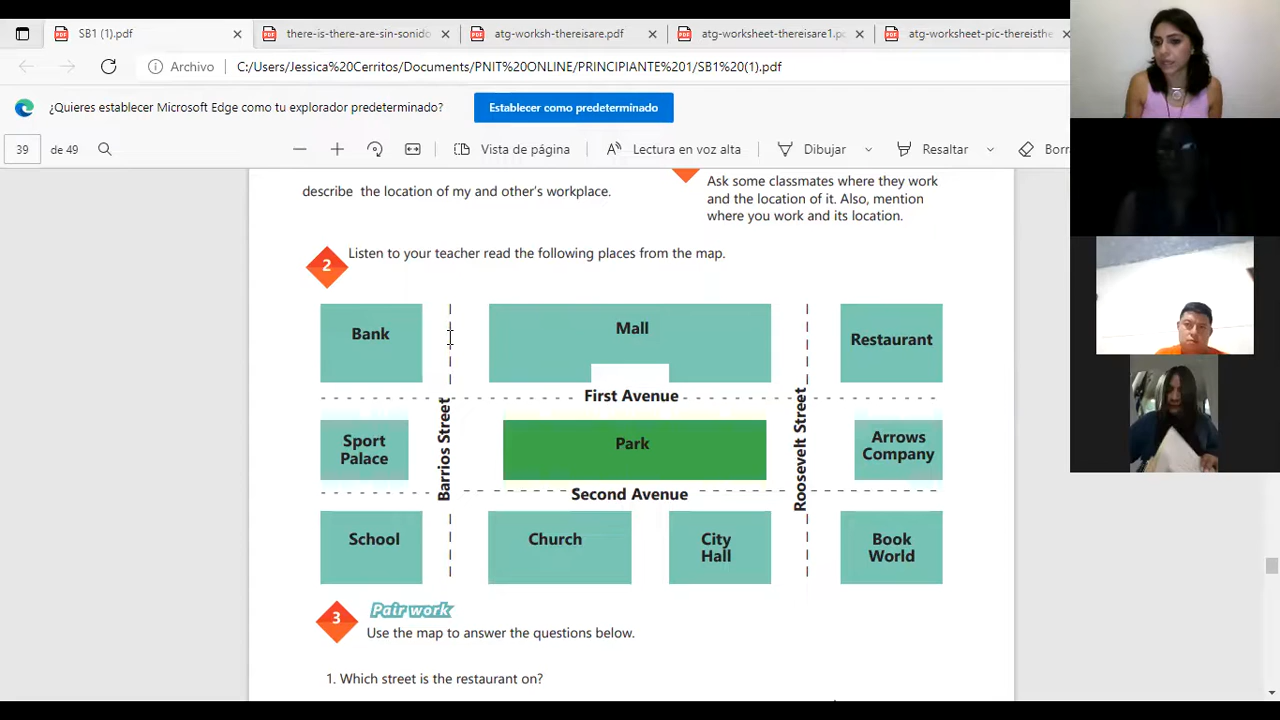 SB1 (1).pdf
there-is-there-are-sin-sonido
atg-worksh-thereisare.pdf
atg-worksheet-thereisare1.pc
atg-worksheet-pic-thereisthe
Archivo
C:/Users/Jessica%20Cerritos/Documents/PNIT%20ONLINE/PRINCIPIANTE%201/SB1%20(1).pdf
¿Quieres establecer Microsoft Edge como tu explorador predeterminado?
Establecer como predeterminado
39 de 49
Vista de página
Lectura en voz alta
Dibujar
Resaltar
Borr
describe the location of my and other's workplace.
Ask some classmates where they work
and the location of it. Also, mention
where you work and its location.
2 Listen to your teacher read the following places from the map.
Bank
Mall
Restaurant
First Avenue
Barrios Street
Roosevelt Street
Sport
Palace
Park
Arrows
Company
Second Avenue
School
Church
City
Hall
Book
World
3 Pair work
Use the map to answer the questions below.
1. Which street is the restaurant on?